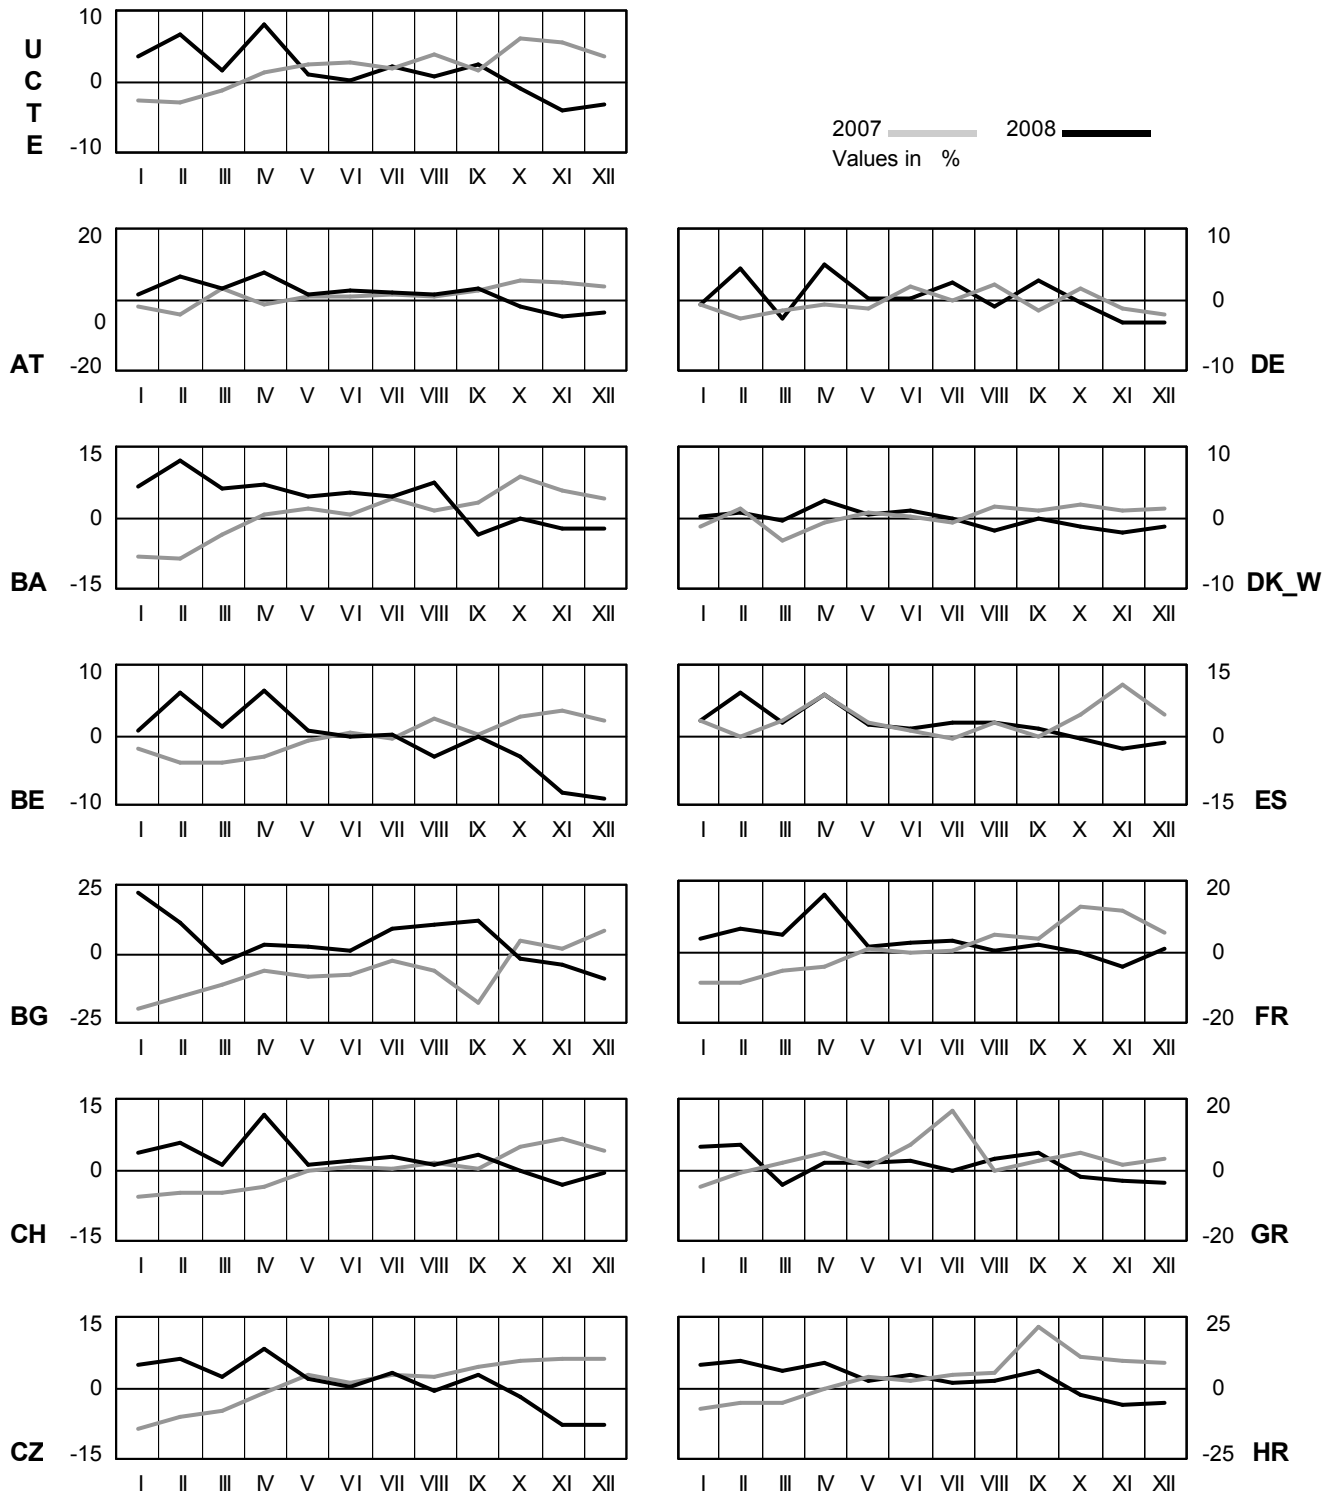 10
U
C
0
T
E
-10
I II III IV V VI VII VIII IX X XI XII
2007 2008
Values in %
20
0
AT -20
I II III IV V VI VII VIII IX X XI XII
10
0
-10 DE
I II III IV V VI VII VIII IX X XI XII
15
0
BA -15
I II III IV V VI VII VIII IX X XI XII
10
0
-10 DK_W
I II III IV V VI VII VIII IX X XI XII
10
0
BE -10
I II III IV V VI VII VIII IX X XI XII
15
0
-15 ES
I II III IV V VI VII VIII IX X XI XII
25
0
BG -25
I II III IV V VI VII VIII IX X XI XII
20
0
-20 FR
I II III IV V VI VII VIII IX X XI XII
15
0
CH -15
I II III IV V VI VII VIII IX X XI XII
20
0
-20 GR
I II III IV V VI VII VIII IX X XI XII
15
0
CZ -15
I II III IV V VI VII VIII IX X XI XII
25
0
-25 HR
I II III IV V VI VII VIII IX X XI XII